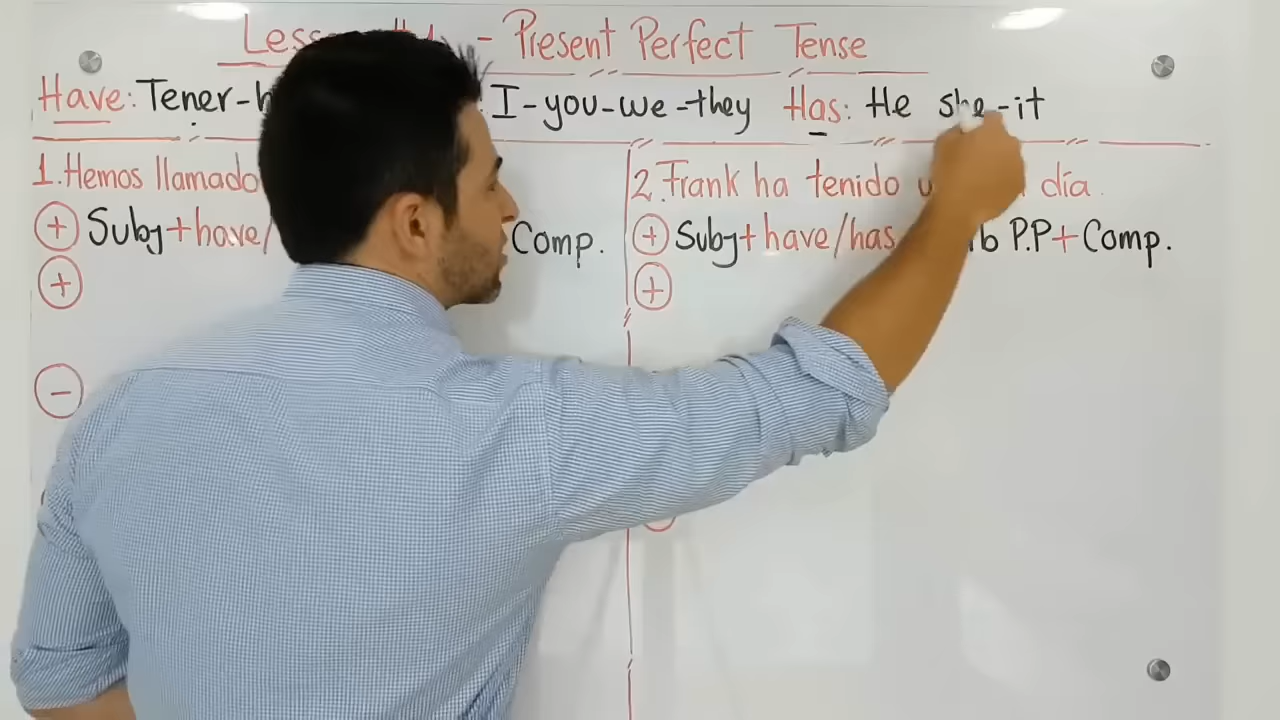 - Present Perfect Tense
Have: Tener- I-you-we-they Has: He she-it
1.Hemos llamado
⊕ Subj+have/ Comp.
⊕
⊖
2.Frank ha tenido día.
⊕ Subj+have/has P.P+Comp.
⊕